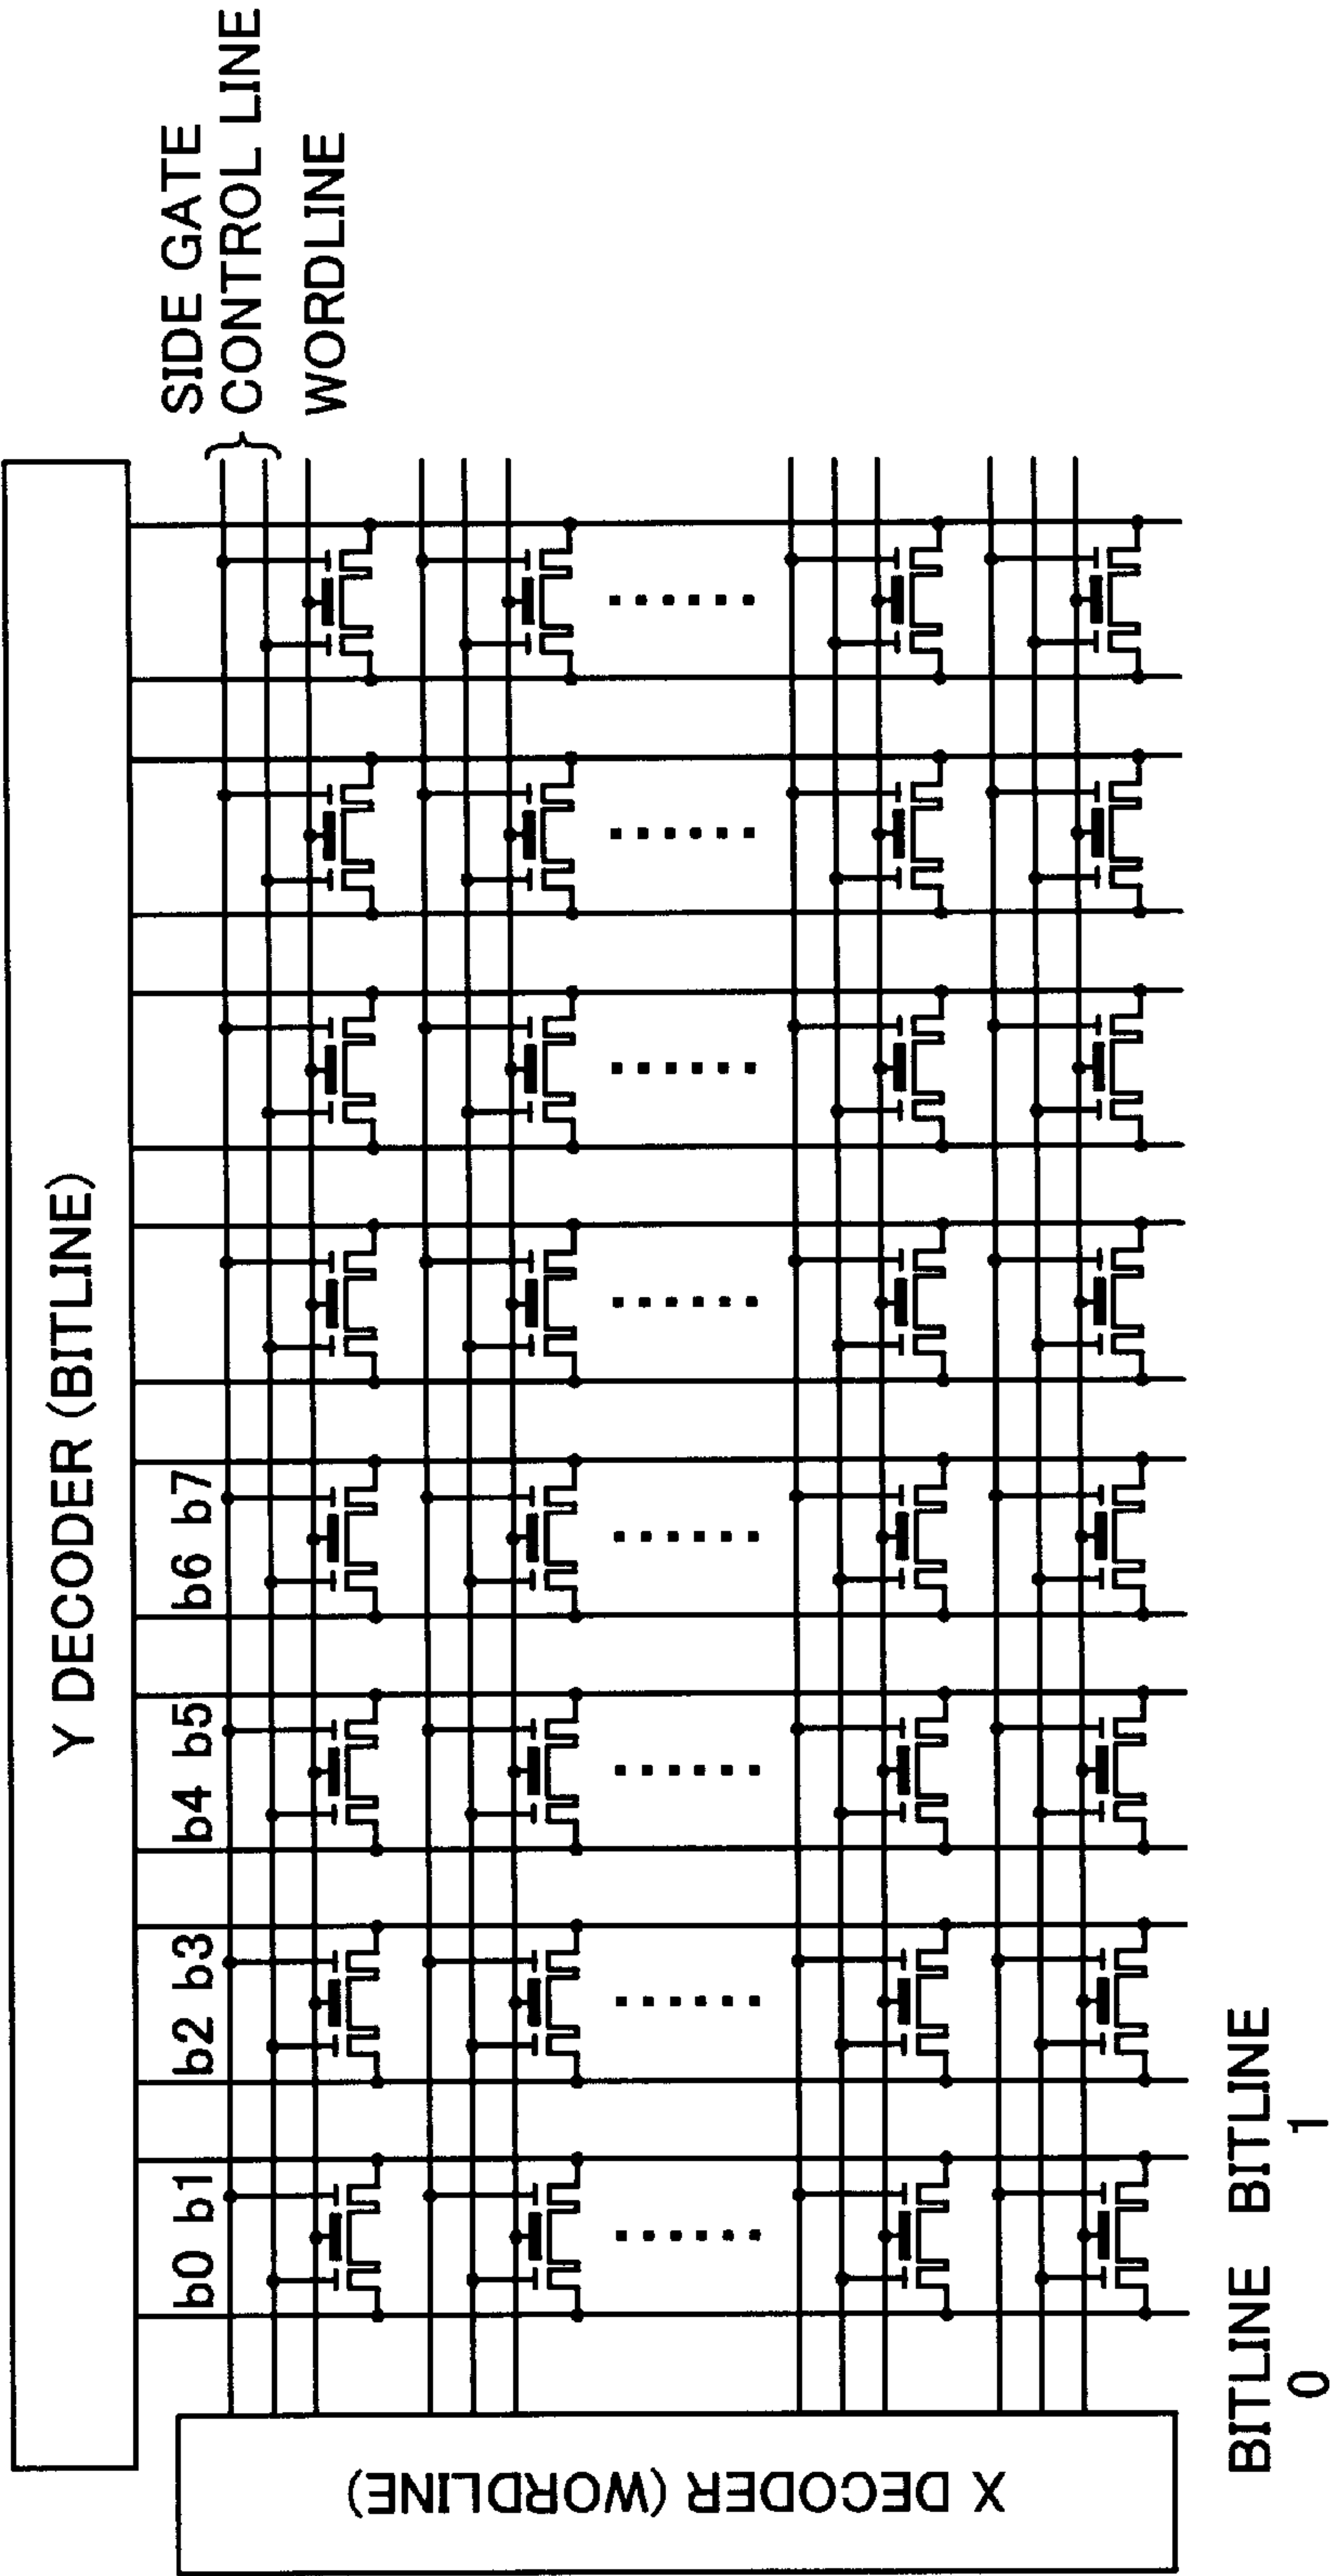 Y DECODER (BITLINE)
SIDE GATE
CONTROL LINE
WORDLINE
b0 b1 b2 b3 b4 b5 b6 b7
X DECODER (WORDLINE)
BITLINE BITLINE
0 1